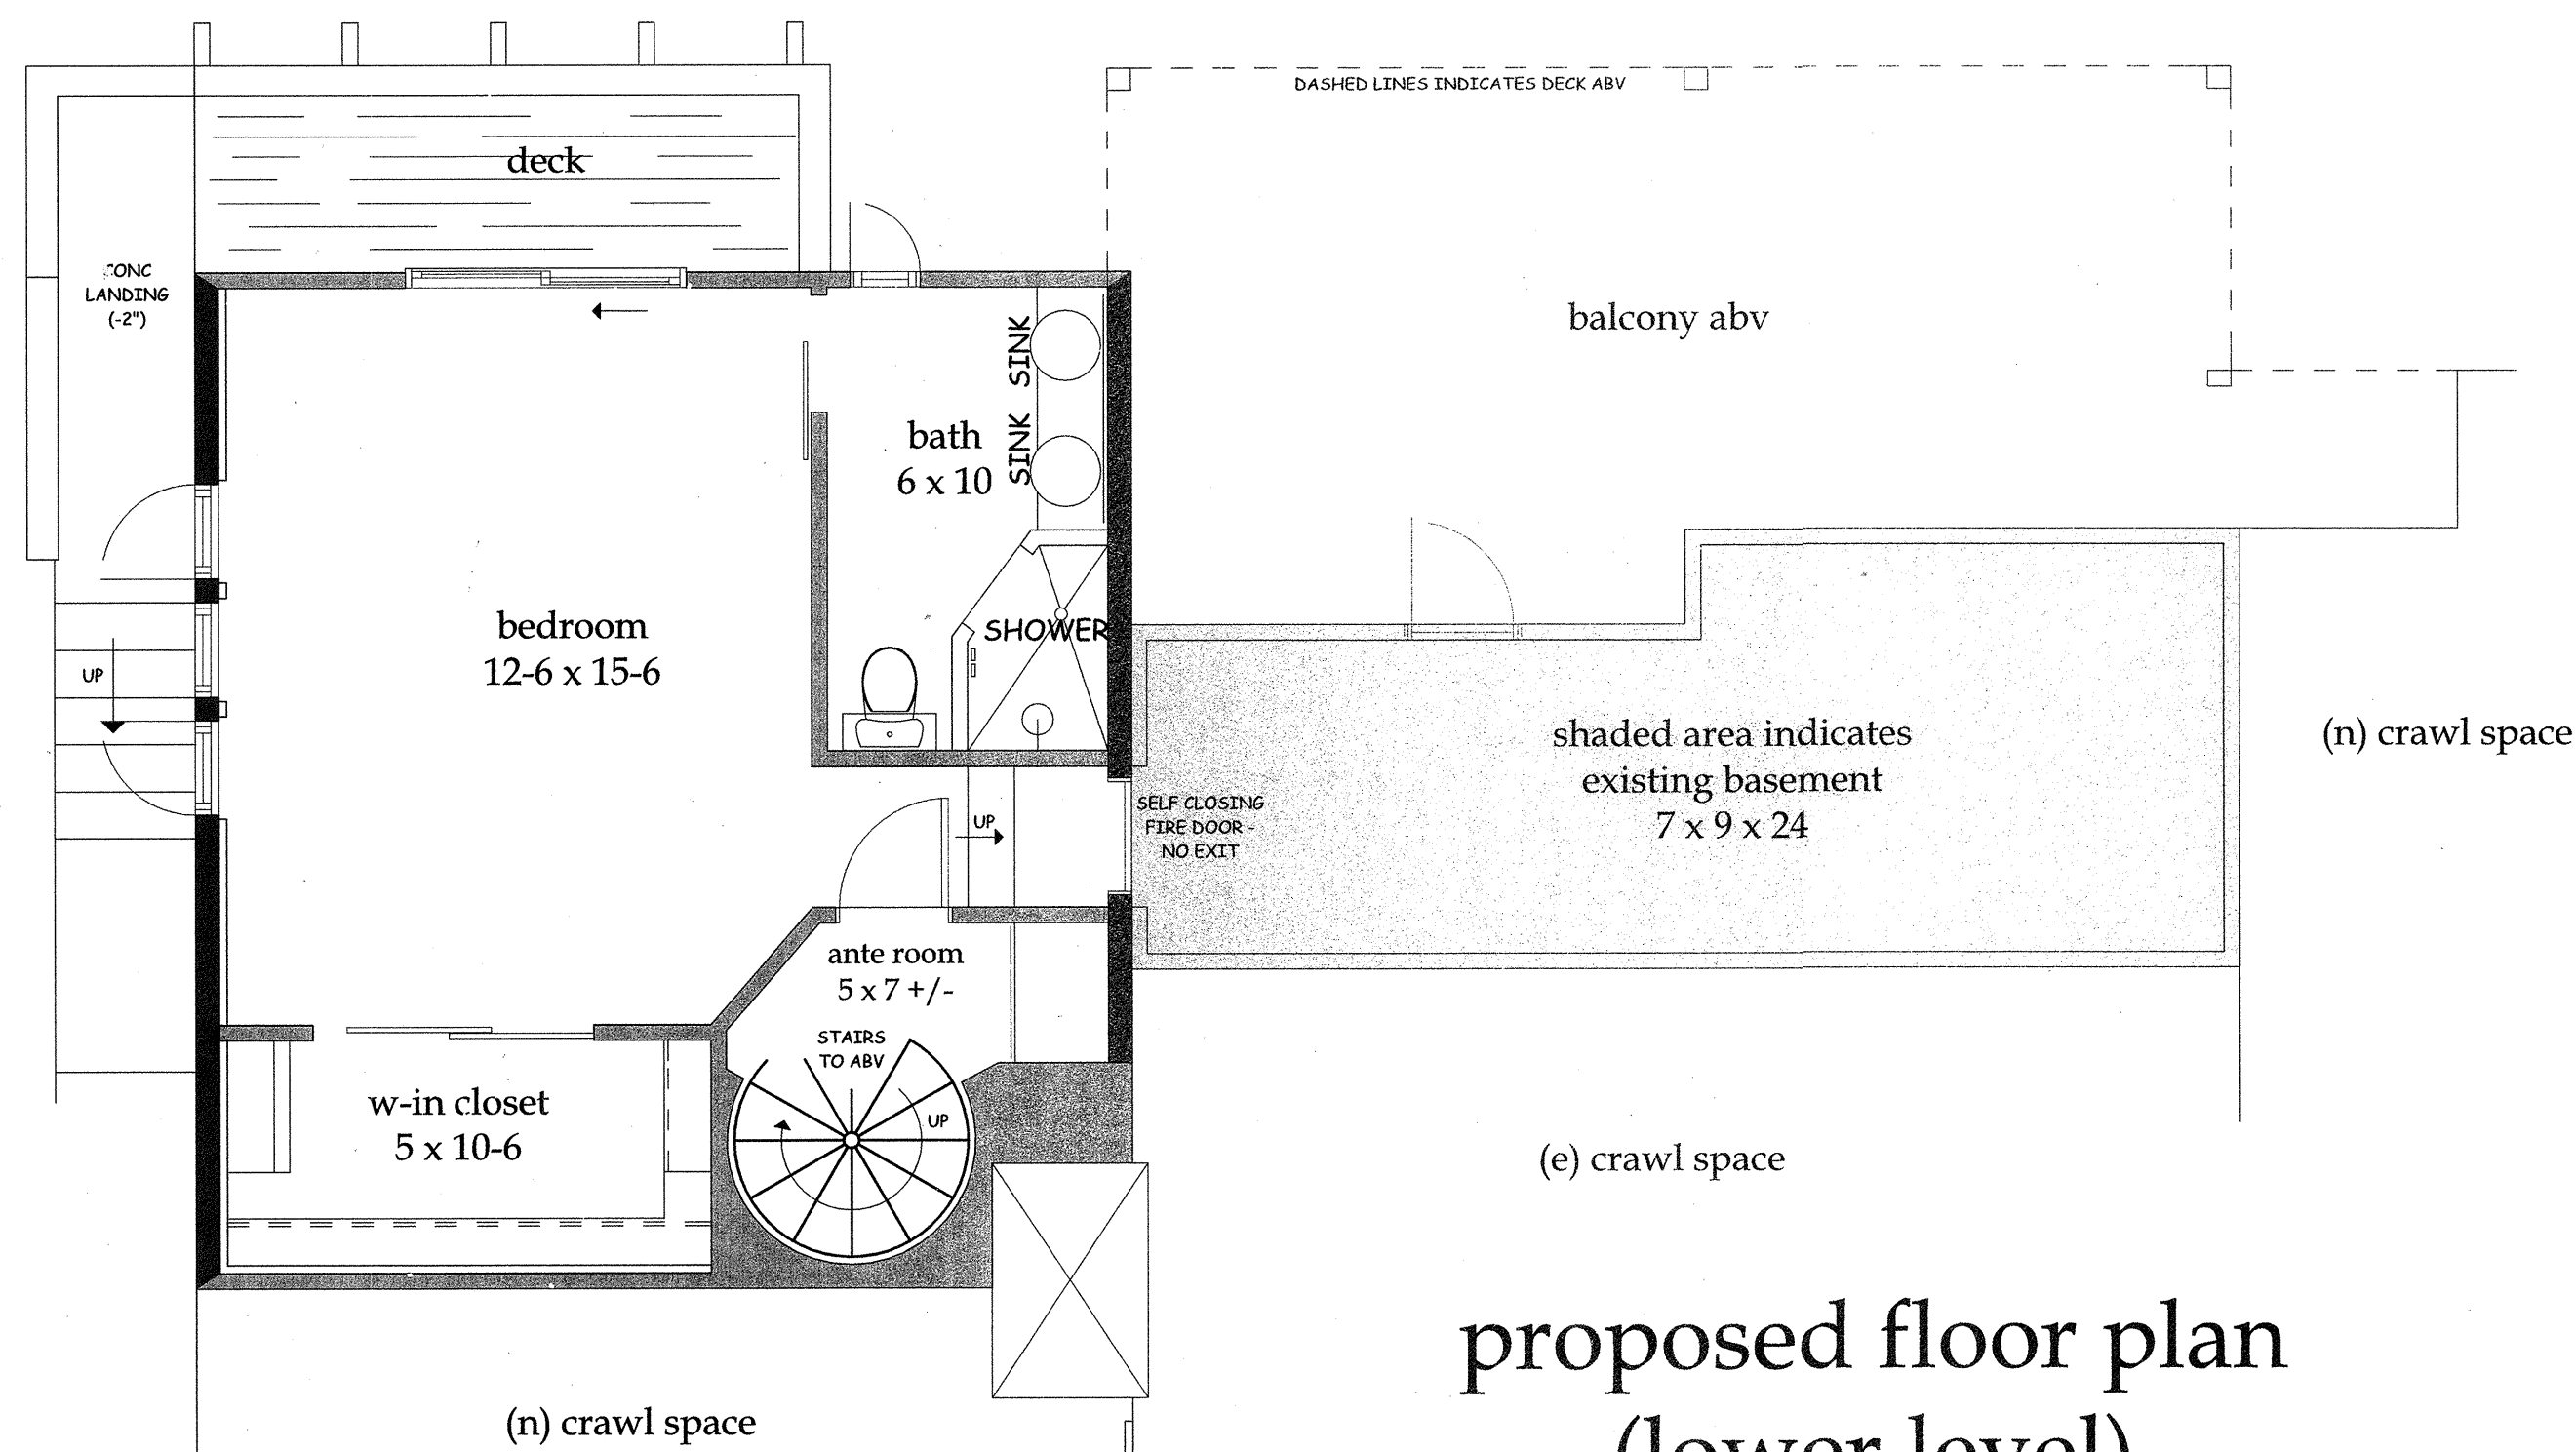 DASHED LINES INDICATES DECK ABV
deck
CONC
LANDING
(-2")
balcony abv
SINK
SINK
bath
6 x 10
bedroom
12-6 x 15-6
SHOWER
UP
shaded area indicates
existing basement
7 x 9 x 24
(n) crawl space
SELF CLOSING
FIRE DOOR -
NO EXIT
UP
ante room
5 x 7 +/-
STAIRS
TO ABV
UP
w-in closet
5 x 10-6
(e) crawl space
proposed floor plan
(lower level)
(n) crawl space